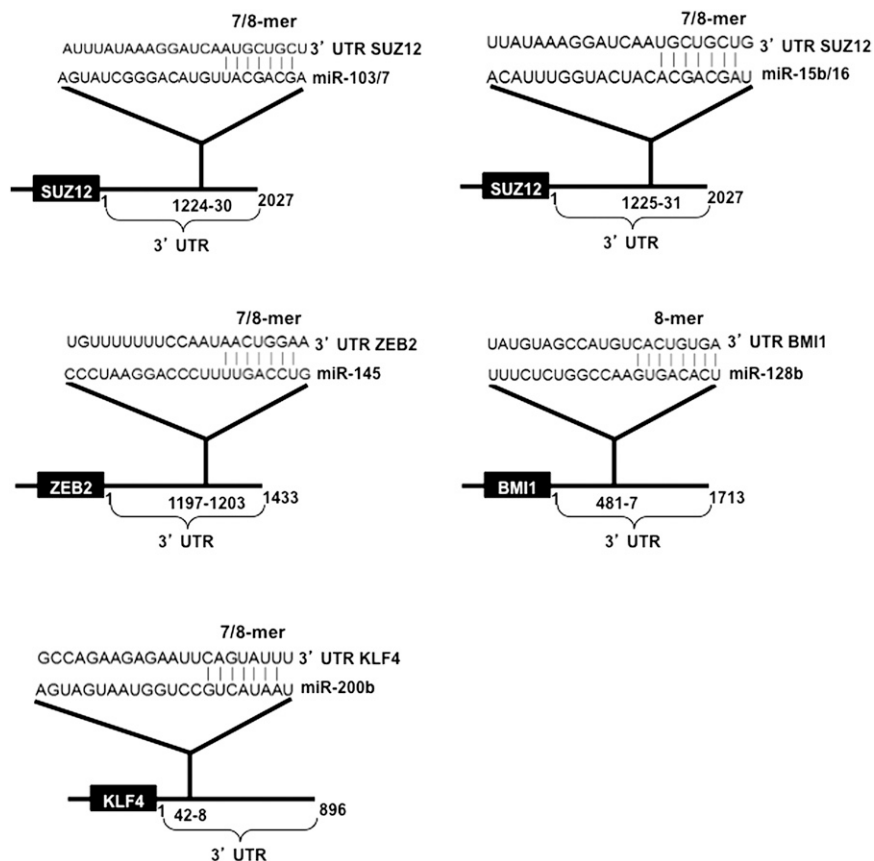 7/8-mer
AUUUAUAAAGGAUCAAUGCUGCU 3' UTR SUZ12
AGUAUCGGGACAUGUUACGACGA miR-103/7
SUZ12
1
1224-30
2027
3' UTR
7/8-mer
UUAUAAAGGAUCAAUGCUGCUG 3' UTR SUZ12
ACAUUUGGUACUACACGACGAU miR-15b/16
SUZ12
1
1225-31
2027
3' UTR
7/8-mer
UGUUUUUUUCCAAUAACUGGAA 3' UTR ZEB2
CCCUAAGGACCCUUUUGACCUG miR-145
ZEB2
1
1197-1203
1433
3' UTR
8-mer
UAUGUAGCCAUGUCACUGUGA 3' UTR BMI1
UUUCUCUGGCCAAGUGACACU miR-128b
BMI1
1
481-7
1713
3' UTR
7/8-mer
GCCAGAAGAGAAUUCAGUAUUU 3' UTR KLF4
AGUAGUAAUGGUCCGUCAUAAU miR-200b
KLF4
1
42-8
896
3' UTR